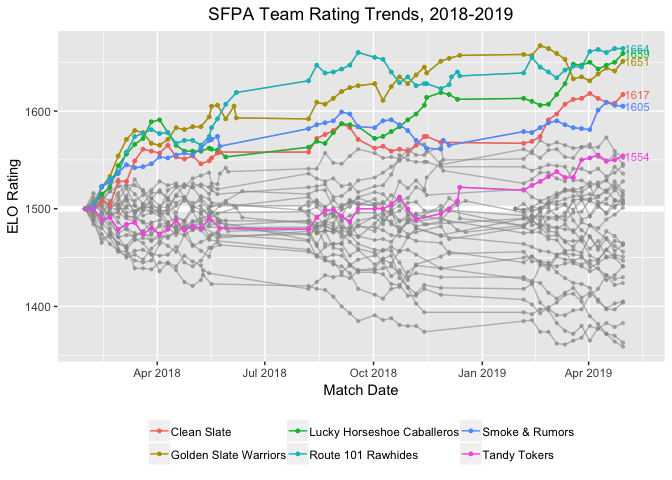 SFPA Team Rating Trends, 2018-2019
ELO Rating
1600
1500
1400
1664
1659
1651
1617
1605
1554
Apr 2018 Jul 2018 Oct 2018 Jan 2019 Apr 2019
Match Date
Clean Slate Lucky Horseshoe Caballeros Smoke & Rumors
Golden Slate Warriors Route 101 Rawhides Tandy Tokers